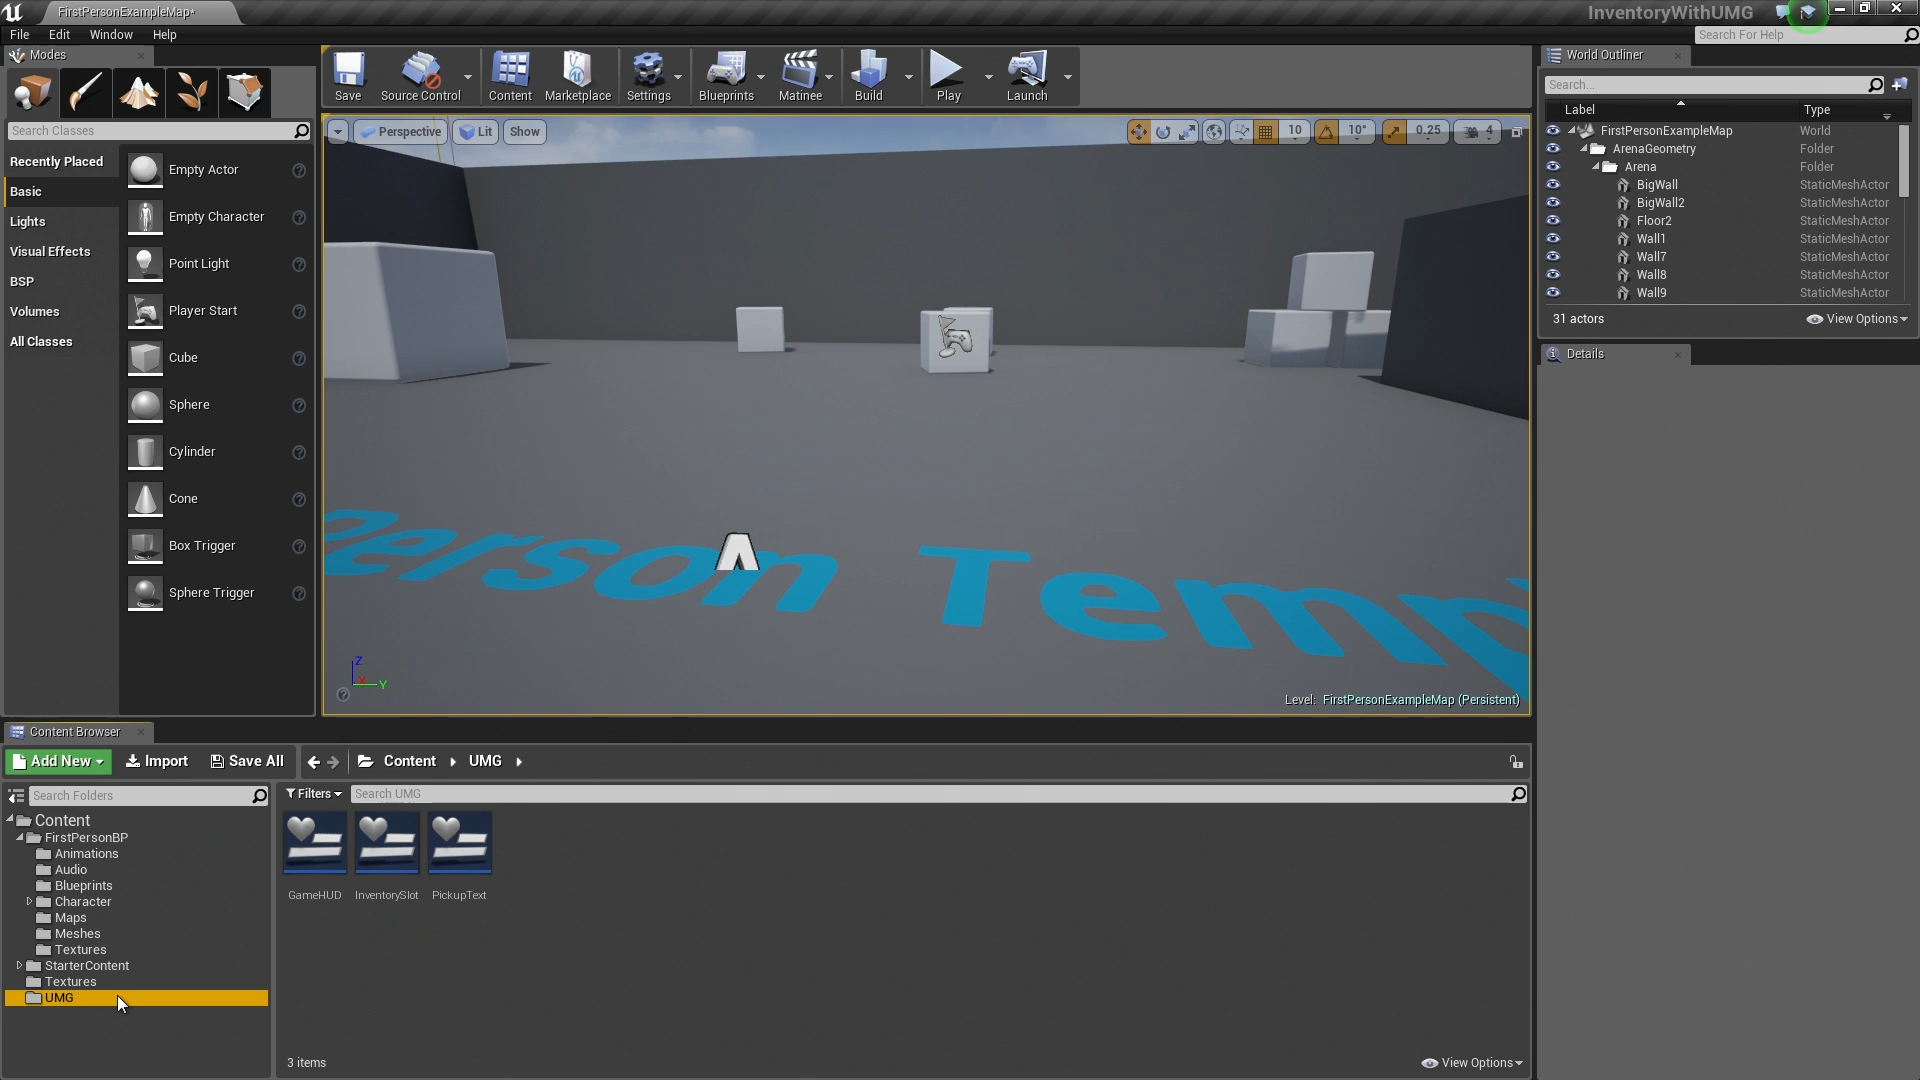 FirstPersonExampleMap*
InventoryWithUMG
File Edit Window Help
Search For Help
Modes
Save
Source Control
Content
Marketplace
Settings
Blueprints
Matinee
Build
Play
Launch
World Outliner
Search...
Label Type
Search Classes
Perspective Lit Show
10 10° 0.25 4
FirstPersonExampleMap World
ArenaGeometry Folder
Arena Folder
BigWall StaticMeshActor
BigWall2 StaticMeshActor
Floor2 StaticMeshActor
Wall1 StaticMeshActor
Wall7 StaticMeshActor
Wall8 StaticMeshActor
Wall9 StaticMeshActor
31 actors View Options
Details
Recently Placed
Basic
Lights
Visual Effects
BSP
Volumes
All Classes
Empty Actor
Empty Character
Point Light
Player Start
Cube
Sphere
Cylinder
Cone
Box Trigger
Sphere Trigger
Person Temp
Z
X Y
Level: FirstPersonExampleMap (Persistent)
Content Browser
Add New Import Save All Content UMG
Search Folders
Filters Search UMG
Content
FirstPersonBP
Animations
Audio
Blueprints
Character
Maps
Meshes
Textures
StarterContent
Textures
UMG
GameHUD InventorySlot PickupText
3 items View Options